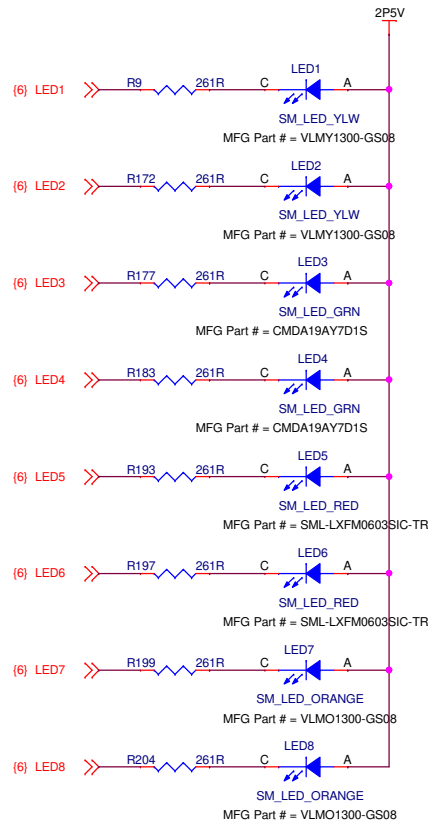 2P5V
LED1
{6} LED1 R9 261R C A
SM_LED_YLW
MFG Part # = VLMY1300-GS08
LED2
{6} LED2 R172 261R C A
SM_LED_YLW
MFG Part # = VLMY1300-GS08
LED3
{6} LED3 R177 261R C A
SM_LED_GRN
MFG Part # = CMDA19AY7D1S
LED4
{6} LED4 R183 261R C A
SM_LED_GRN
MFG Part # = CMDA19AY7D1S
LED5
{6} LED5 R193 261R C A
SM_LED_RED
MFG Part # = SML-LXFM0603SIC-TR
LED6
{6} LED6 R197 261R C A
SM_LED_RED
MFG Part # = SML-LXFM0603SIC-TR
LED7
{6} LED7 R199 261R C A
SM_LED_ORANGE
MFG Part # = VLMO1300-GS08
LED8
{6} LED8 R204 261R C A
SM_LED_ORANGE
MFG Part # = VLMO1300-GS08